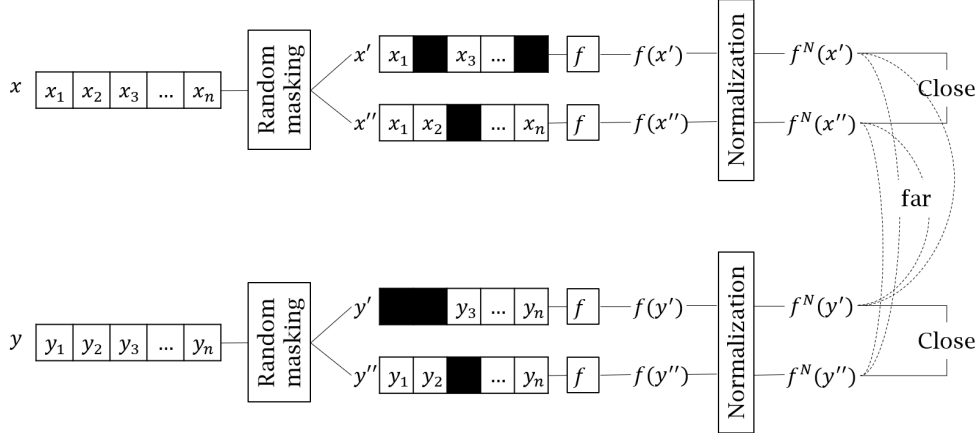 x′ x₁ x₃ ... f f(x′) f^N(x′)
x x₁ x₂ x₃ ... xₙ
Random
masking
Normalization
Close
x′′ x₁ x₂ ... xₙ f f(x′′) f^N(x′′)
far
y′ y₃ ... yₙ f f(y′) f^N(y′)
y y₁ y₂ y₃ ... yₙ
Random
masking
Normalization
Close
y′′ y₁ y₂ ... yₙ f f(y′′) f^N(y′′)